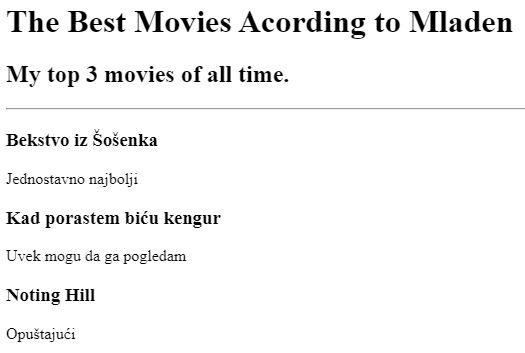 The Best Movies Acording to Mladen
My top 3 movies of all time.
Bekstvo iz Šošenka
Jednostavno najbolji
Kad porastem biću kengur
Uvek mogu da ga pogledam
Noting Hill
Opuštajući